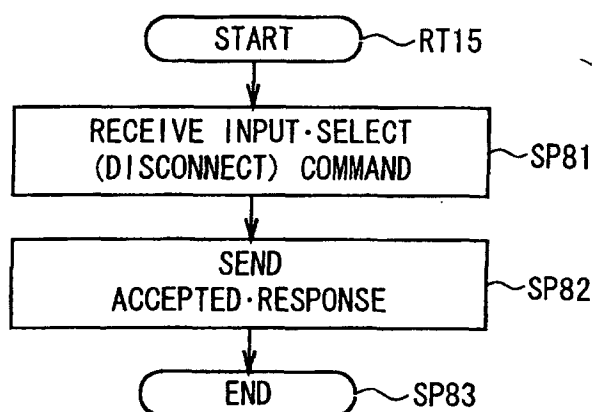 START
RT15
RECEIVE INPUT·SELECT
(DISCONNECT) COMMAND
SP81
SEND
ACCEPTED·RESPONSE
SP82
END
SP83